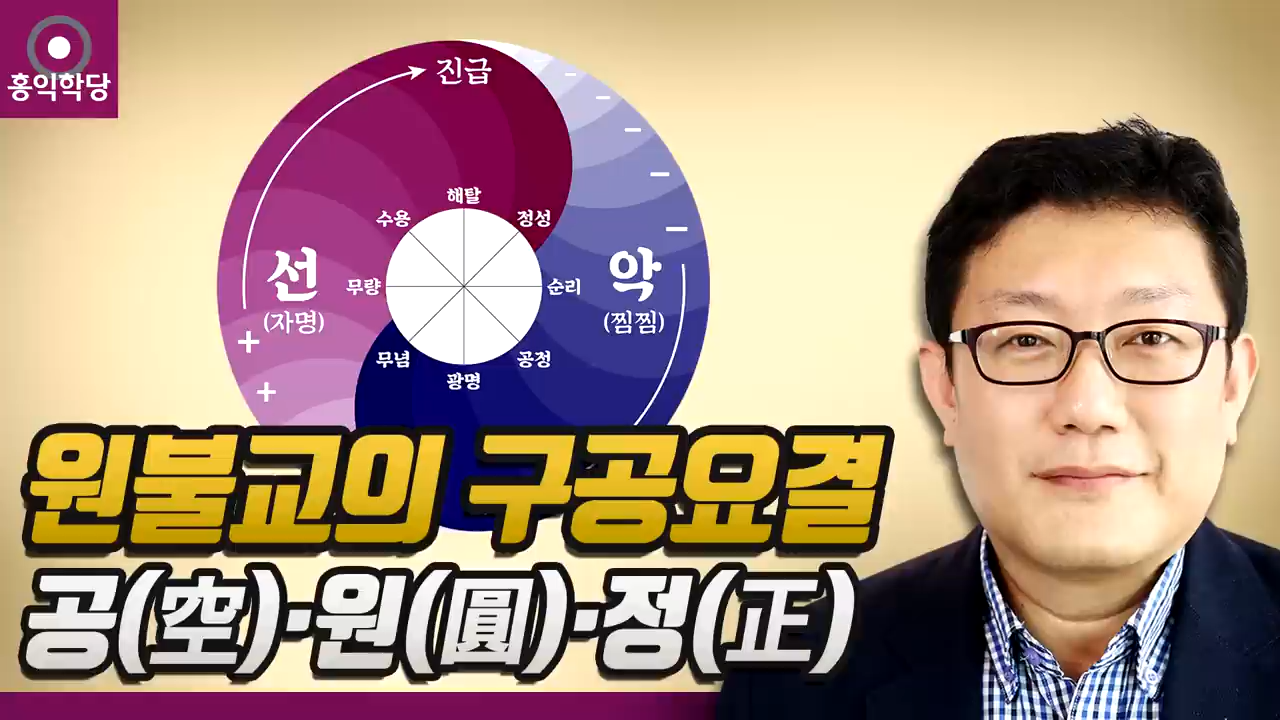 홍익학당
진급
해탈
수용
정성
선
(자명)
무량
순리
악
(찜찜)
무념
공정
광명
+
+
원불교의 구공요결
공(空)·원(圓)·정(正)